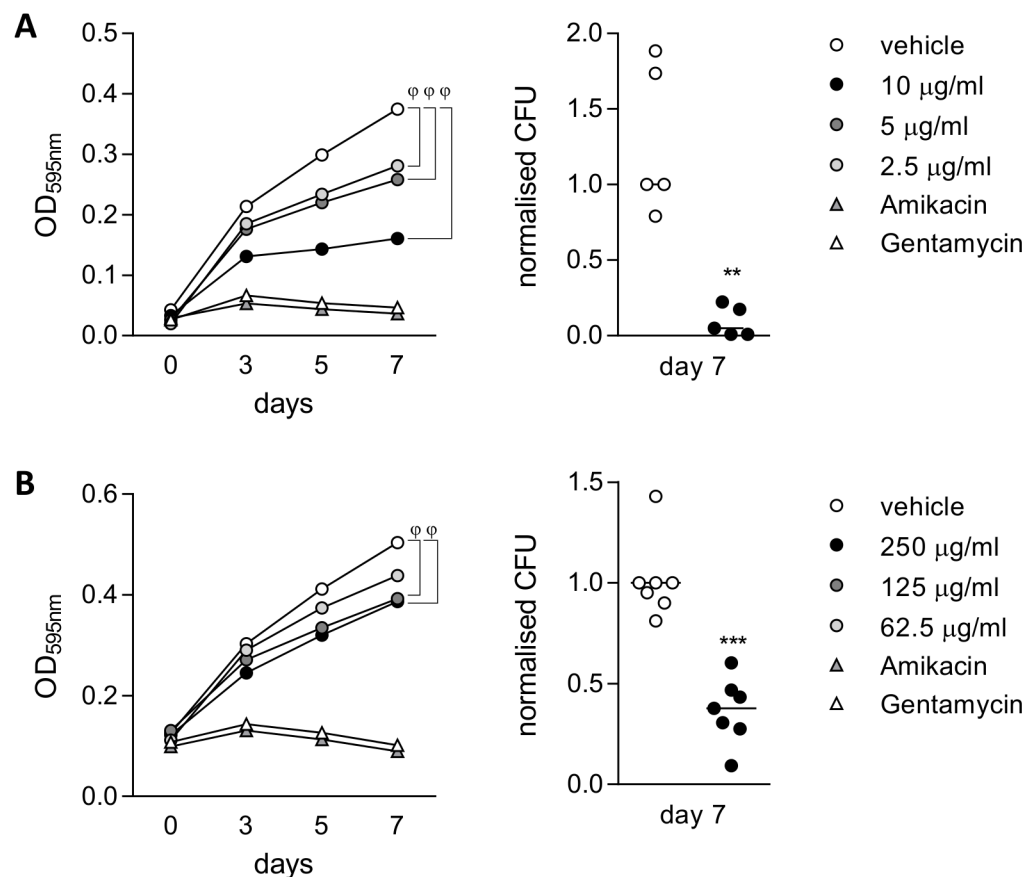 A
0.5
0.4
0.3
0.2
0.1
0.0
OD595nm
φ φ φ
0 3 5 7
days
2.0
1.5
1.0
0.5
0.0
normalised CFU
**
day 7
vehicle
10 µg/ml
5 µg/ml
2.5 µg/ml
Amikacin
Gentamycin
B
0.6
0.4
0.2
0.0
OD595nm
φ φ
0 3 5 7
days
1.5
1.0
0.5
0.0
normalised CFU
***
day 7
vehicle
250 µg/ml
125 µg/ml
62.5 µg/ml
Amikacin
Gentamycin